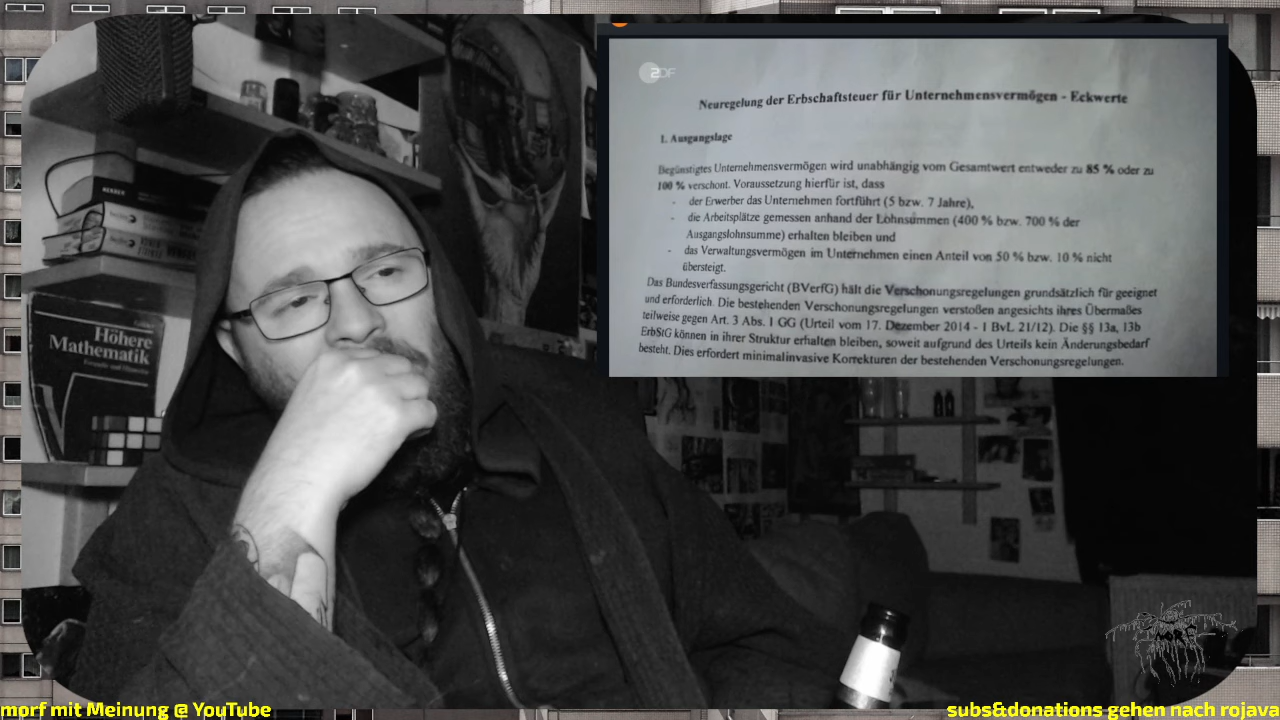 ZDF
Neuregelung der Erbschaftsteuer für Unternehmensvermögen - Eckwerte
1. Ausgangslage
Begünstigtes Unternehmensvermögen wird unabhängig vom Gesamtwert entweder zu 85 % oder zu
100 % verschont. Voraussetzung hierfür ist, dass
- der Erwerber das Unternehmen fortführt (5 bzw. 7 Jahre),
- die Arbeitsplätze gemessen anhand der Lohnsummen (400 % bzw. 700 % der
Ausgangslohnsumme) erhalten bleiben und
- das Verwaltungsvermögen im Unternehmen einen Anteil von 50 % bzw. 10 % nicht
übersteigt.
Das Bundesverfassungsgericht (BVerfG) hält die Verschonungsregelungen grundsätzlich für geeignet
und erforderlich. Die bestehenden Verschonungsregelungen verstoßen angesichts ihres Übermaßes
teilweise gegen Art. 3 Abs. 1 GG (Urteil vom 17. Dezember 2014 - 1 BvL 21/12). Die §§ 13a, 13b
ErbStG können in ihrer Struktur erhalten bleiben, soweit aufgrund des Urteils kein Änderungsbedarf
besteht. Dies erfordert minimalinvasive Korrekturen der bestehenden Verschonungsregelungen.
Höhere
Mathematik
morf mit Meinung @ YouTube
subs&donations gehen nach rojava